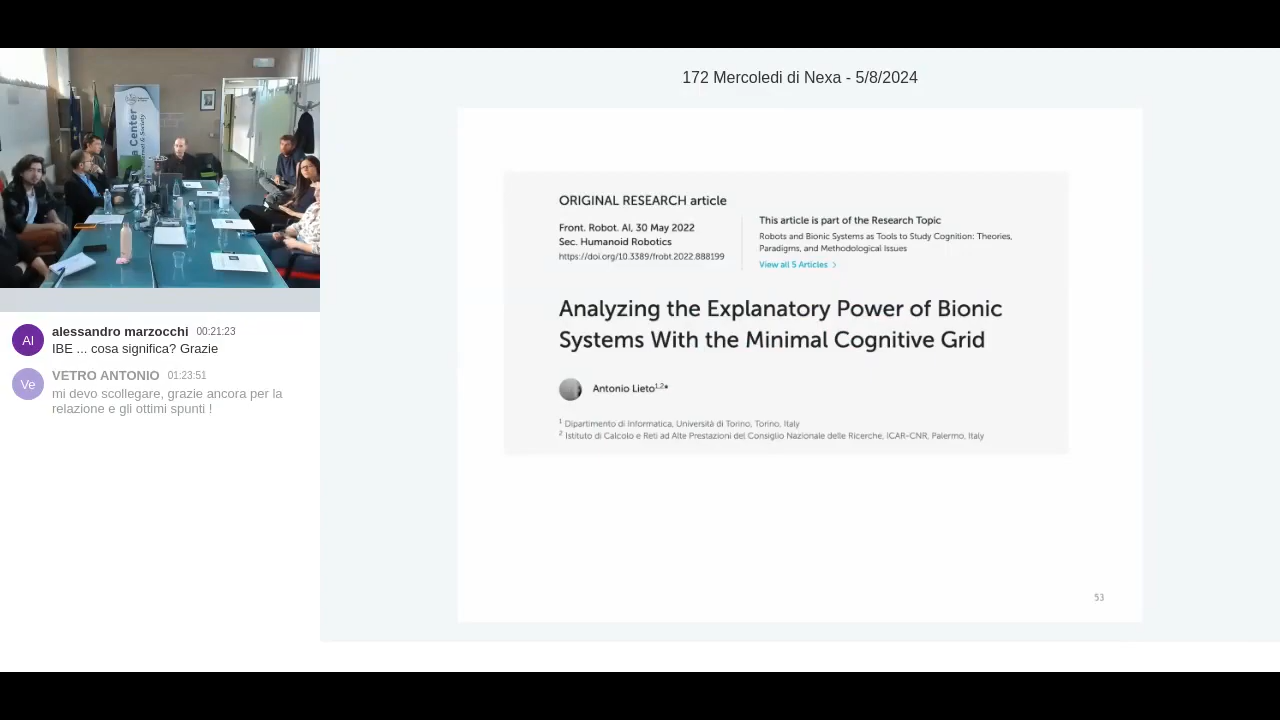 172 Mercoledi di Nexa - 5/8/2024
a Center
Al
alessandro marzocchi 00:21:23
IBE ... cosa significa? Grazie
Ve
VETRO ANTONIO 01:23:51
mi devo scollegare, grazie ancora per la
relazione e gli ottimi spunti !
ORIGINAL RESEARCH article
Front. Robot. AI, 30 May 2022
Sec. Humanoid Robotics
https://doi.org/10.3389/frobt.2022.888199
This article is part of the Research Topic
Robots and Bionic Systems as Tools to Study Cognition: Theories,
Paradigms, and Methodological Issues
View all 5 Articles >
Analyzing the Explanatory Power of Bionic
Systems With the Minimal Cognitive Grid
Antonio Lieto1,2*
1 Dipartimento di Informatica, Università di Torino, Torino, Italy
2 Istituto di Calcolo e Reti ad Alte Prestazioni del Consiglio Nazionale delle Ricerche, ICAR-CNR, Palermo, Italy
53